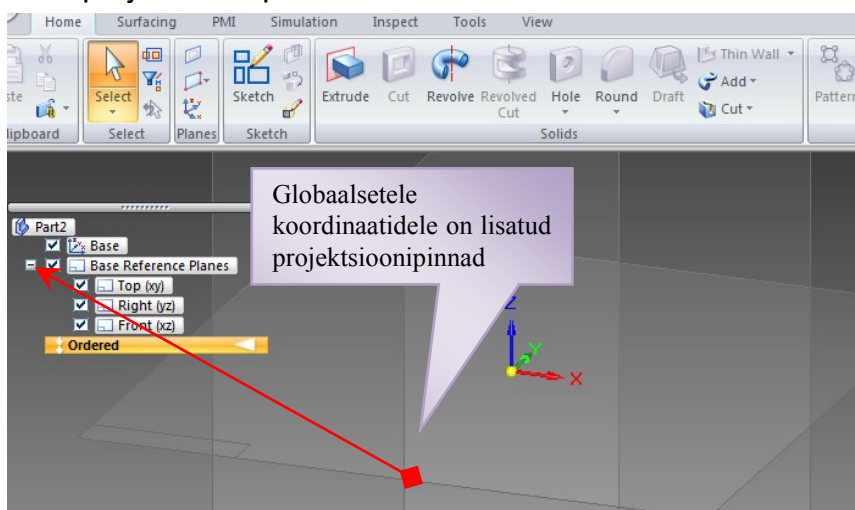 Home Surfacing PMI Simulation Inspect Tools View
Select Sketch Extrude Cut Revolve Revolved Cut Hole Round Draft Thin Wall
Add
Cut
Select Planes Sketch Solids
Globaalsetele
koordinaatidele on lisatud
projektsioonipinnad
Part2
Base
Base Reference Planes
Top (xy)
Right (yz)
Front (xz)
Ordered
Z
Y
X